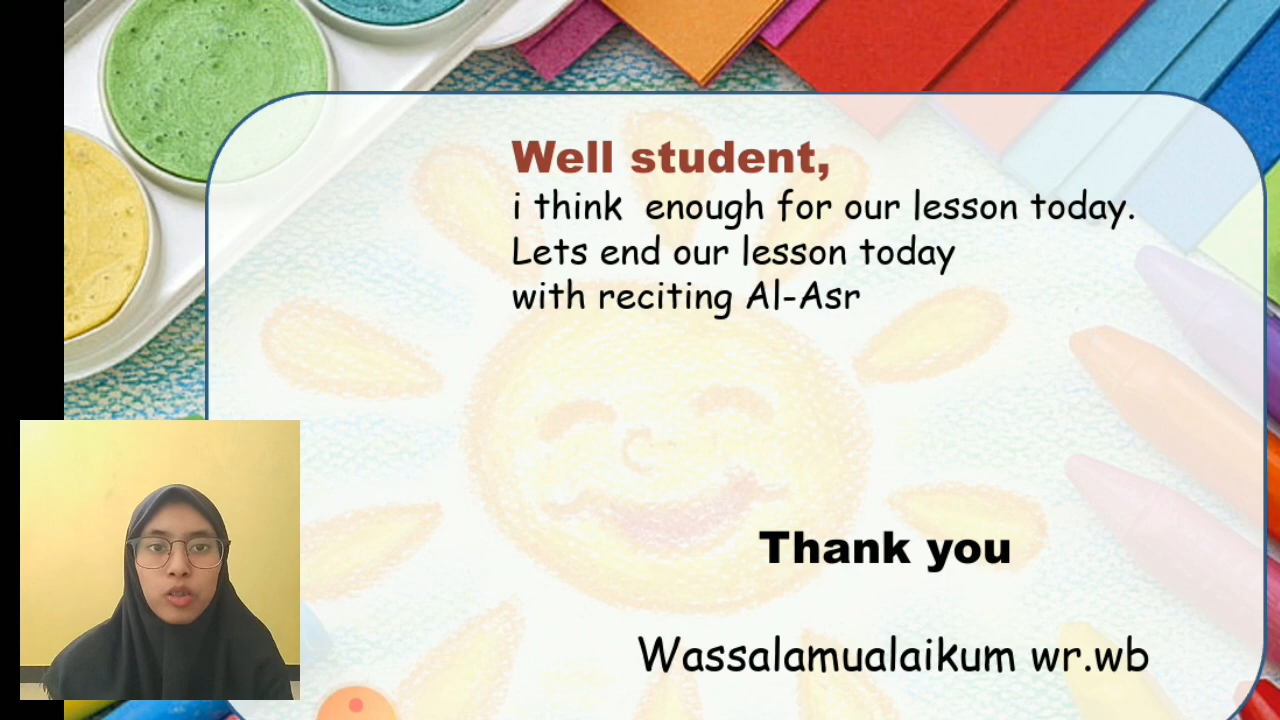 Well student,
i think enough for our lesson today.
Lets end our lesson today
with reciting Al-Asr
Thank you
Wassalamualaikum wr.wb